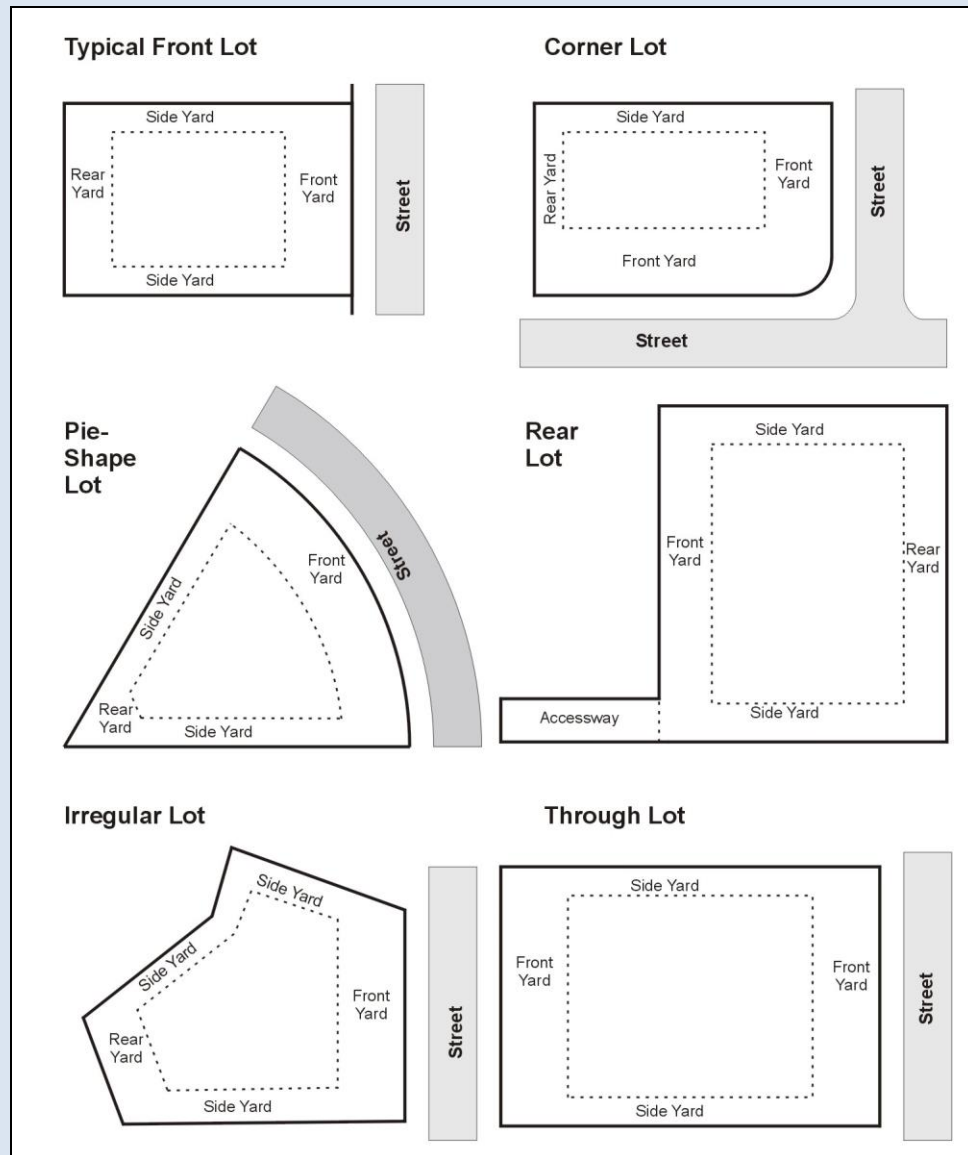 Typical Front Lot
Side Yard
Rear
Yard
Front
Yard
Side Yard
Street
Corner Lot
Side Yard
Rear Yard
Front
Yard
Front Yard
Street
Street
Pie-
Shape
Lot
Side Yard
Front
Yard
Rear
Yard
Side Yard
Street
Rear
Lot
Side Yard
Front
Yard
Rear
Yard
Side Yard
Accessway
Irregular Lot
Side Yard
Side Yard
Front
Yard
Rear
Yard
Side Yard
Street
Through Lot
Side Yard
Front
Yard
Front
Yard
Side Yard
Street